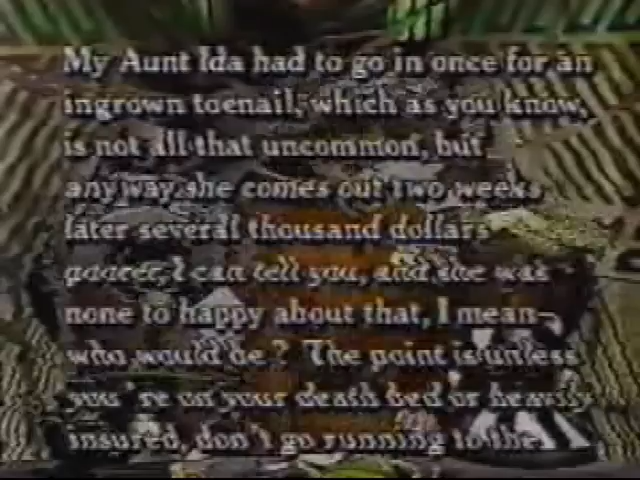 My Aunt Ida had to go in once for an
ingrown toenail, which as you know,
is not all that uncommon, but
anyway she comes out two weeks
later several thousand dollars
poorer, I can tell you, and she was
none to happy about that, I mean
who would be? The point is unless
you're on your death bed or heavily
insured, don't go running to the